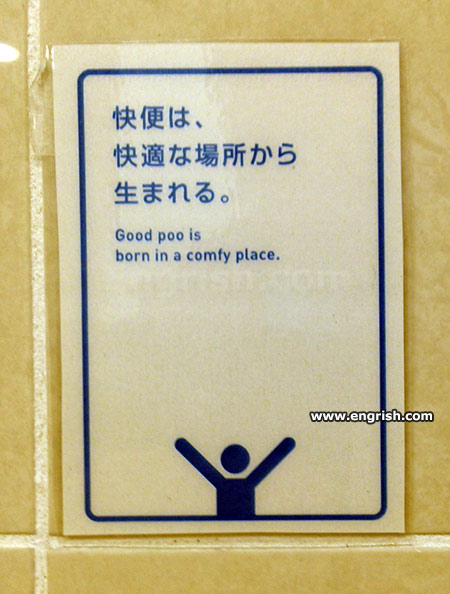 快便は、
快適な場所から
生まれる。
Good poo is
born in a comfy place.
www.engrish.com